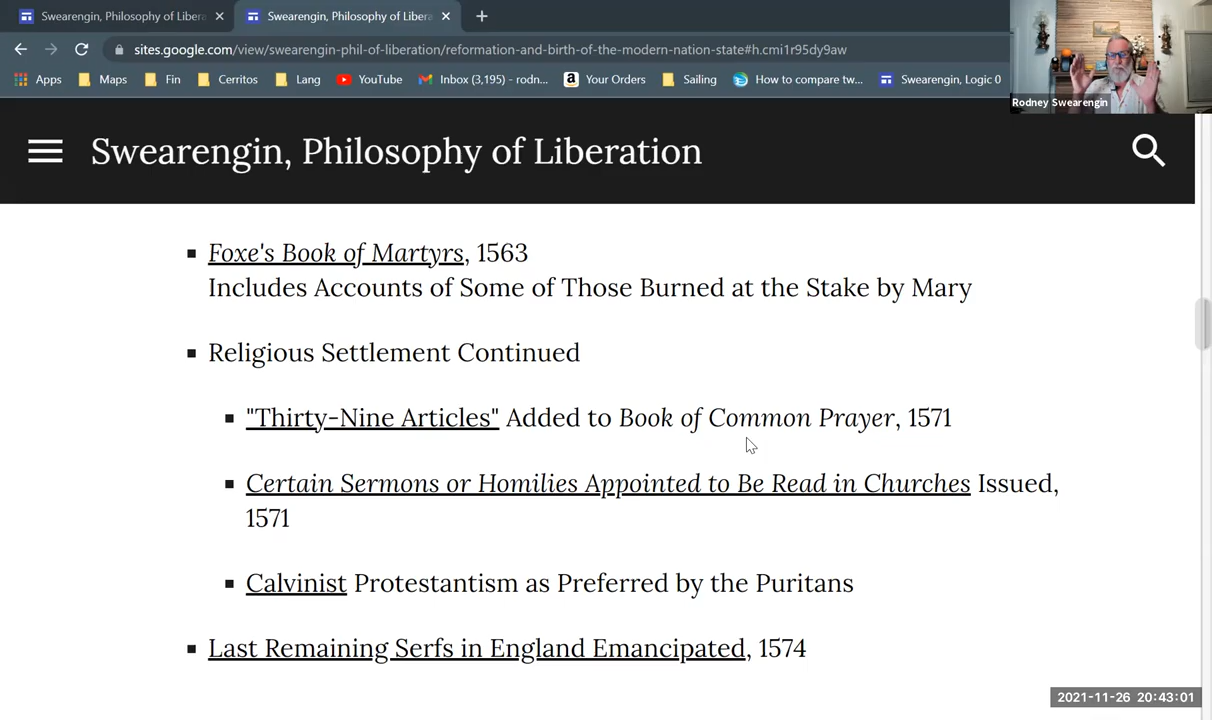 Swearengin, Philosophy of Libera
Swearengin, Philosophy of Libera
sites.google.com/view/swearengin-phil-of-liberation/reformation-and-birth-of-the-modern-nation-state#h.cmi1r95dy9aw
Apps Maps Fin Cerritos Lang YouTube Inbox (3,195) - rodn... Your Orders Sailing How to compare tw... Swearengin, Logic 0
Rodney Swearengin
Swearengin, Philosophy of Liberation
Foxe's Book of Martyrs, 1563
Includes Accounts of Some of Those Burned at the Stake by Mary
Religious Settlement Continued
"Thirty-Nine Articles" Added to Book of Common Prayer, 1571
Certain Sermons or Homilies Appointed to Be Read in Churches Issued,
1571
Calvinist Protestantism as Preferred by the Puritans
Last Remaining Serfs in England Emancipated, 1574
2021-11-26 20:43:01